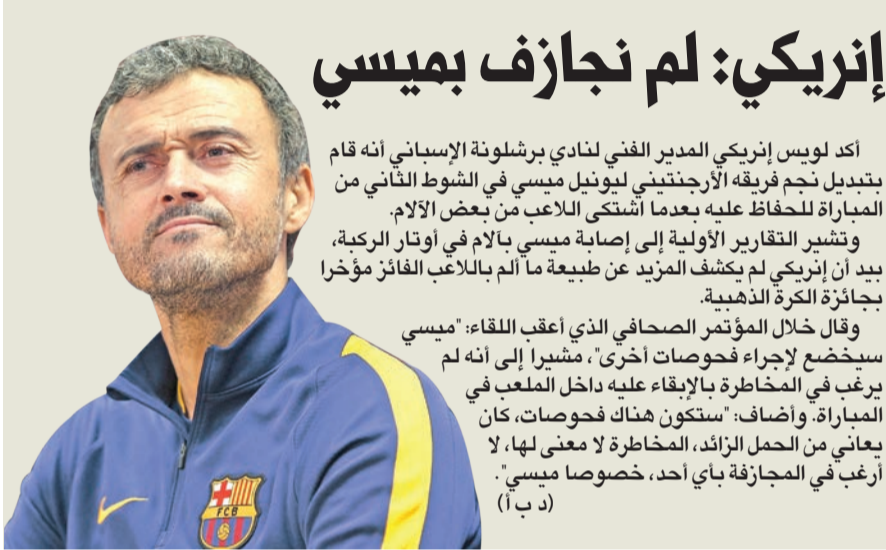 إنريكي: لم نجازف بميسي
أكد لويس إنريكي المدير الفني لنادي برشلونة الإسباني أنه قام
بتبديل نجم فريقه الأرجنتيني ليونيل ميسي في الشوط الثاني من
المباراة للحفاظ عليه بعدما اشتكى اللاعب من بعض الآلام.
وتشير التقارير الأولية إلى إصابة ميسي بآلام في أوتار الركبة،
بيد أن إنريكي لم يكشف المزيد عن طبيعة ما ألم باللاعب الفائز مؤخرا
بجائزة الكرة الذهبية.
وقال خلال المؤتمر الصحافي الذي أعقب اللقاء: "ميسي
سيخضع لإجراء فحوصات أخرى"، مشيرا إلى أنه لم
يرغب في المخاطرة بالإبقاء عليه داخل الملعب في
المباراة. وأضاف: "ستكون هناك فحوصات، كان
يعاني من الحمل الزائد، المخاطرة لا معنى لها، لا
أرغب في المجازفة بأي أحد، خصوصا ميسي".
(د ب أ)
FCB